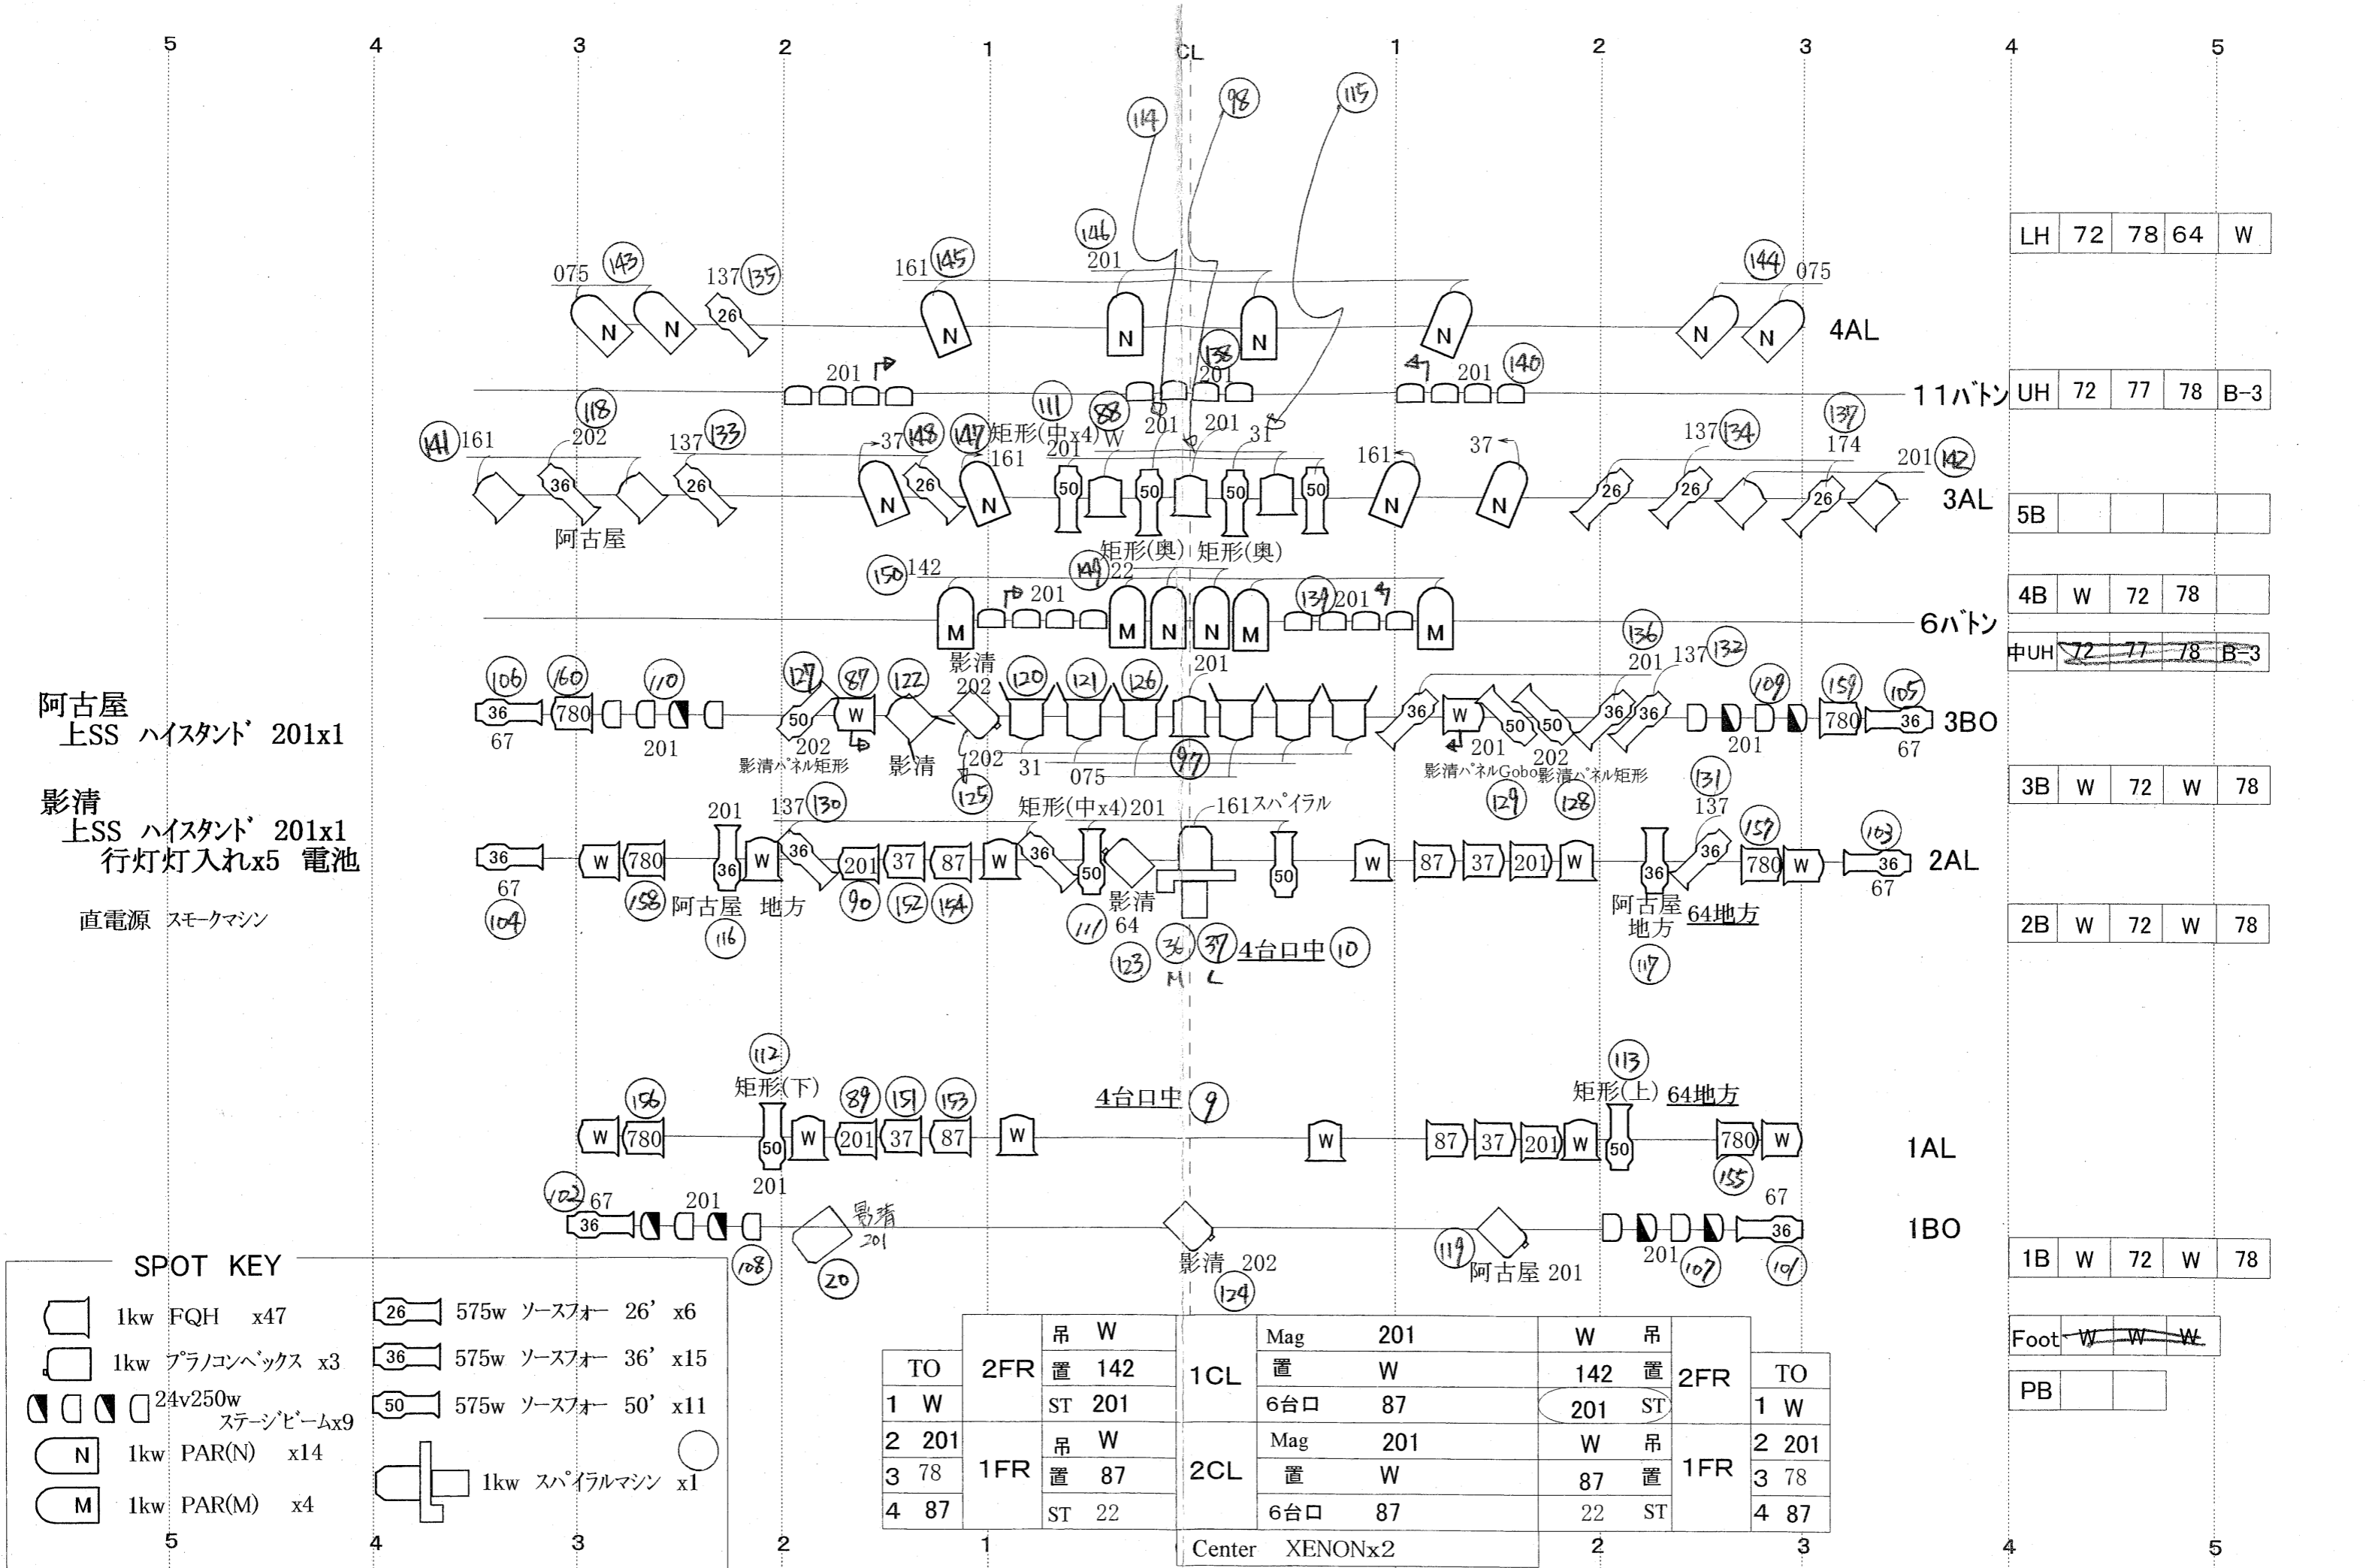 5 4 3 2 1 CL 1 2 3 4 5
114 98 115
LH 72 78 64 W
075 143 137 135 161 145 146 201 144 075
N N 26 N N N N N N 4AL
201 138 201 201 140 11バトン
UH 72 77 78 B-3
141 161 118 202 137 133 37 148 147 161 矩形(中x4) 111 201 88 W 201 201 31 161 37 137 134 137 174 201 142
36 26 N 26 N 50 50 50 50 N N 26 26 26 3AL
阿古屋 矩形(奥) 矩形(奥)
5B
150 142 149 22
201 139 201
M M N N M M 6バトン
4B W 72 78
中UH 72 77 78 B-3
106 160 110 127 87 122 影清 202 120 121 126 201 136 201 137 132 109 159 105
阿古屋
上SS ハイスタンド 201x1
36 780 50 W 36 W 50 50 36 36 780 36 3BO
67 201 202 202 31 075 97 201 202 201 67
影清パネル矩形 影清 125 影清パネルGobo 影清パネル矩形
129 128 131
3B W 72 W 78
影清
上SS ハイスタンド 201x1
行灯灯入れx5 電池
直電源 スモークマシン
201 137 130 矩形(中x4) 201 161スパイラル 137 157 103
36 W 780 36 W 36 201 37 87 W 36 50 50 W 87 37 201 W 36 36 780 W 36 2AL
67 104 158 阿古屋 地方 116 90 152 154 111 影清 64 123 36 M 37 L 4台口中 10 阿古屋 地方 117 64地方 67
2B W 72 W 78
112 矩形(下) 113 矩形(上) 64地方
156 89 151 153 4台口中 9
W 780 50 W 201 37 87 W W 87 37 201 W 50 780 W 1AL
201 155
102 67 201 影清 201 67
36 36 1BO
108 20 影清 202 124 119 阿古屋 201 201 107 101
1B W 72 W 78
SPOT KEY
1kw FQH x47
1kw プラノコンベックス x3
24v250w
ステージビームx9
N 1kw PAR(N) x14
M 1kw PAR(M) x4
26 575w ソースフォー 26' x6
36 575w ソースフォー 36' x15
50 575w ソースフォー 50' x11
1kw スパイラルマシン x1
2FR 吊 W 1CL Mag 201 W 吊 2FR
TO 置 142 置 W 142 置 TO
1 W ST 201 6台口 87 201 ST 1 W
2 201 1FR 吊 W 2CL Mag 201 W 吊 1FR 2 201
3 78 置 87 置 W 87 置 3 78
4 87 ST 22 6台口 87 22 ST 4 87
Center XENONx2
Foot W W W
PB
5 4 3 2 1 2 3 4 5